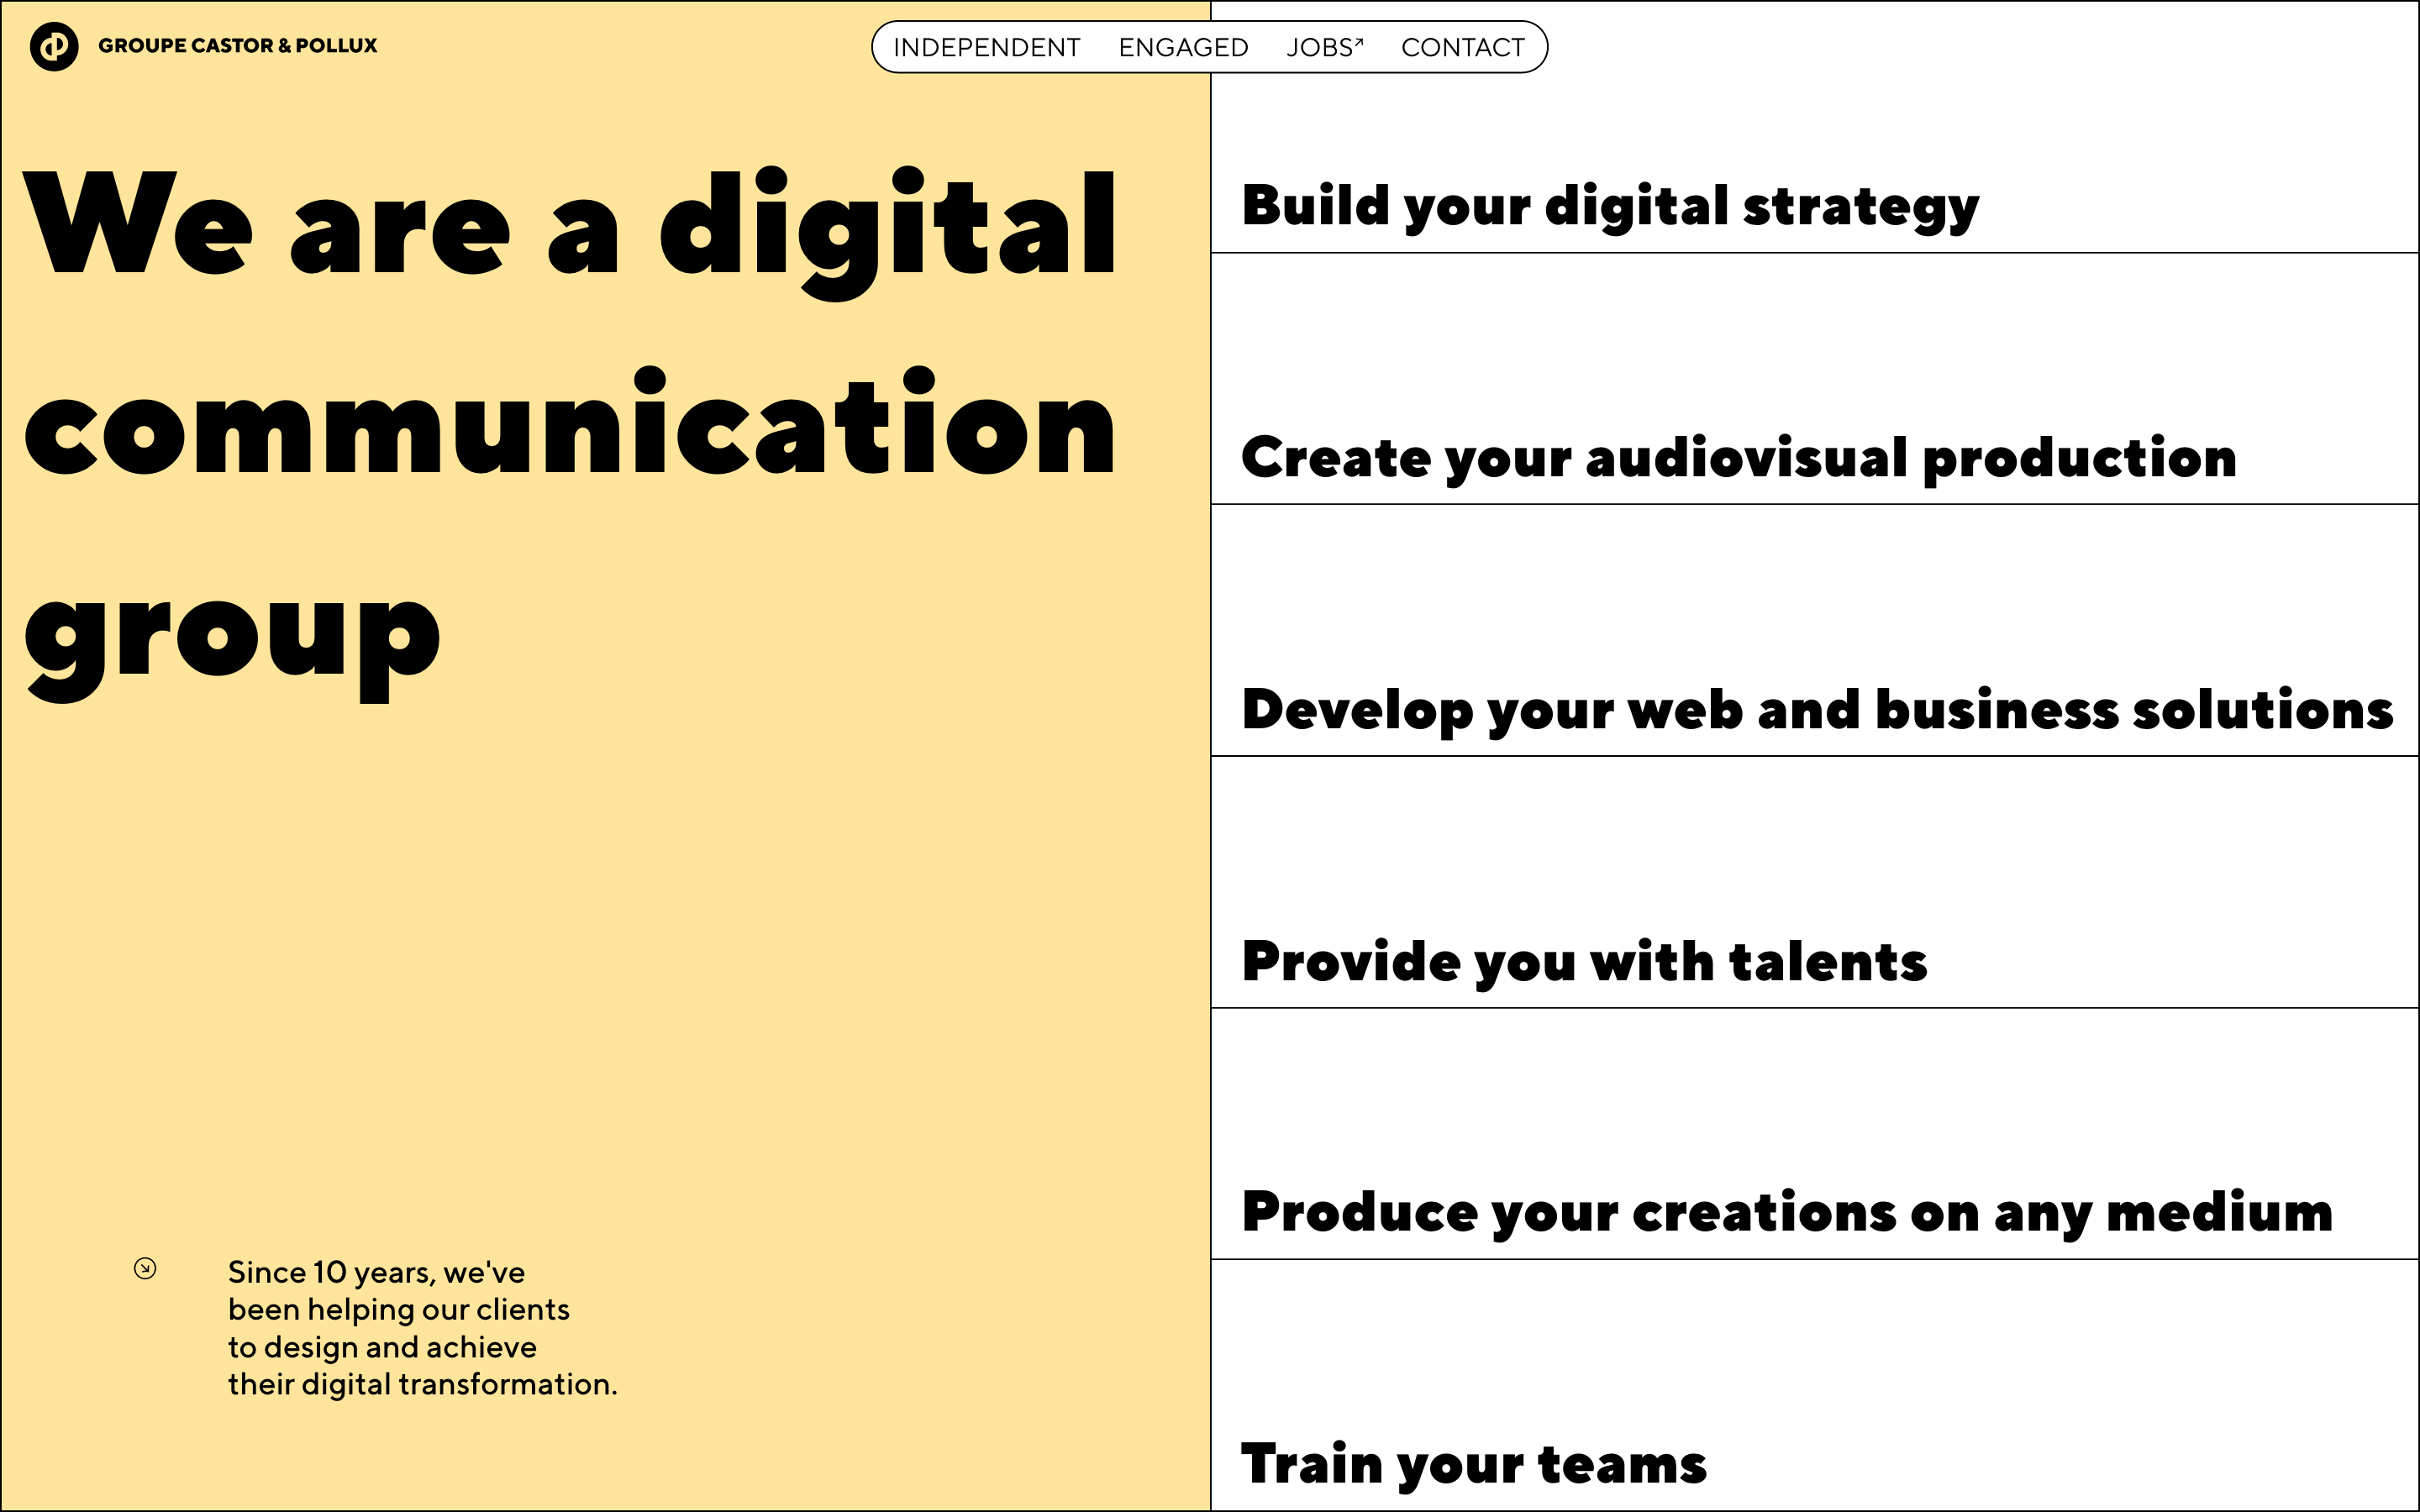 GROUPE CASTOR & POLLUX
INDEPENDENT ENGAGED JOBS↗ CONTACT
We are a digital
communication
group
Since 10 years, we've
been helping our clients
to design and achieve
their digital transformation.
Build your digital strategy
Create your audiovisual production
Develop your web and business solutions
Provide you with talents
Produce your creations on any medium
Train your teams